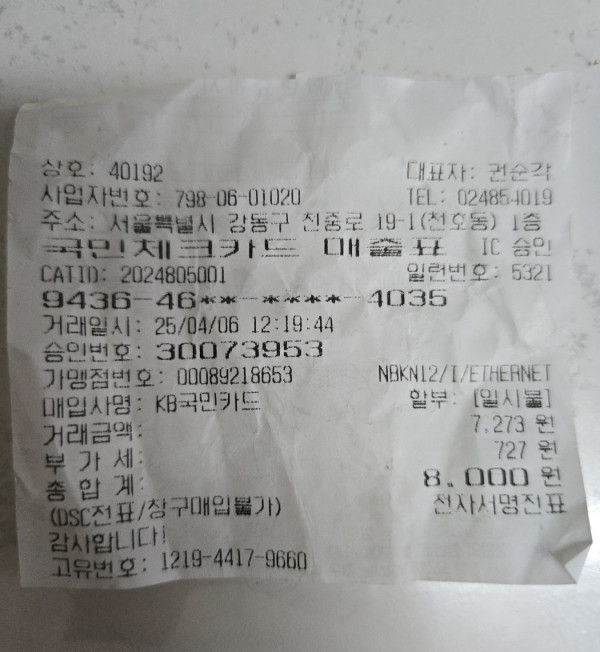 상호: 40192 대표자: 권순각
사업자번호: 798-06-01020 TEL: 024854019
주소: 서울특별시 강동구 천중로 19-1(천호동) 1층
국민체크카드 매출표 IC 승인
CATID: 2024805001 일련번호: 5321
9436-46**-****-4035
거래일시: 25/04/06 12:19:44
승인번호: 30073953
가맹점번호: 00089218653 NBKN12/I/ETHERNET
매입사명: KB국민카드 할부: [일시불]
거래금액: 7,273 원
부 가 세: 727 원
총 합 계: 8,000 원
(DSC전표/창구매입불가) 전자서명전표
감사합니다!
고유번호: 1219-4417-9660